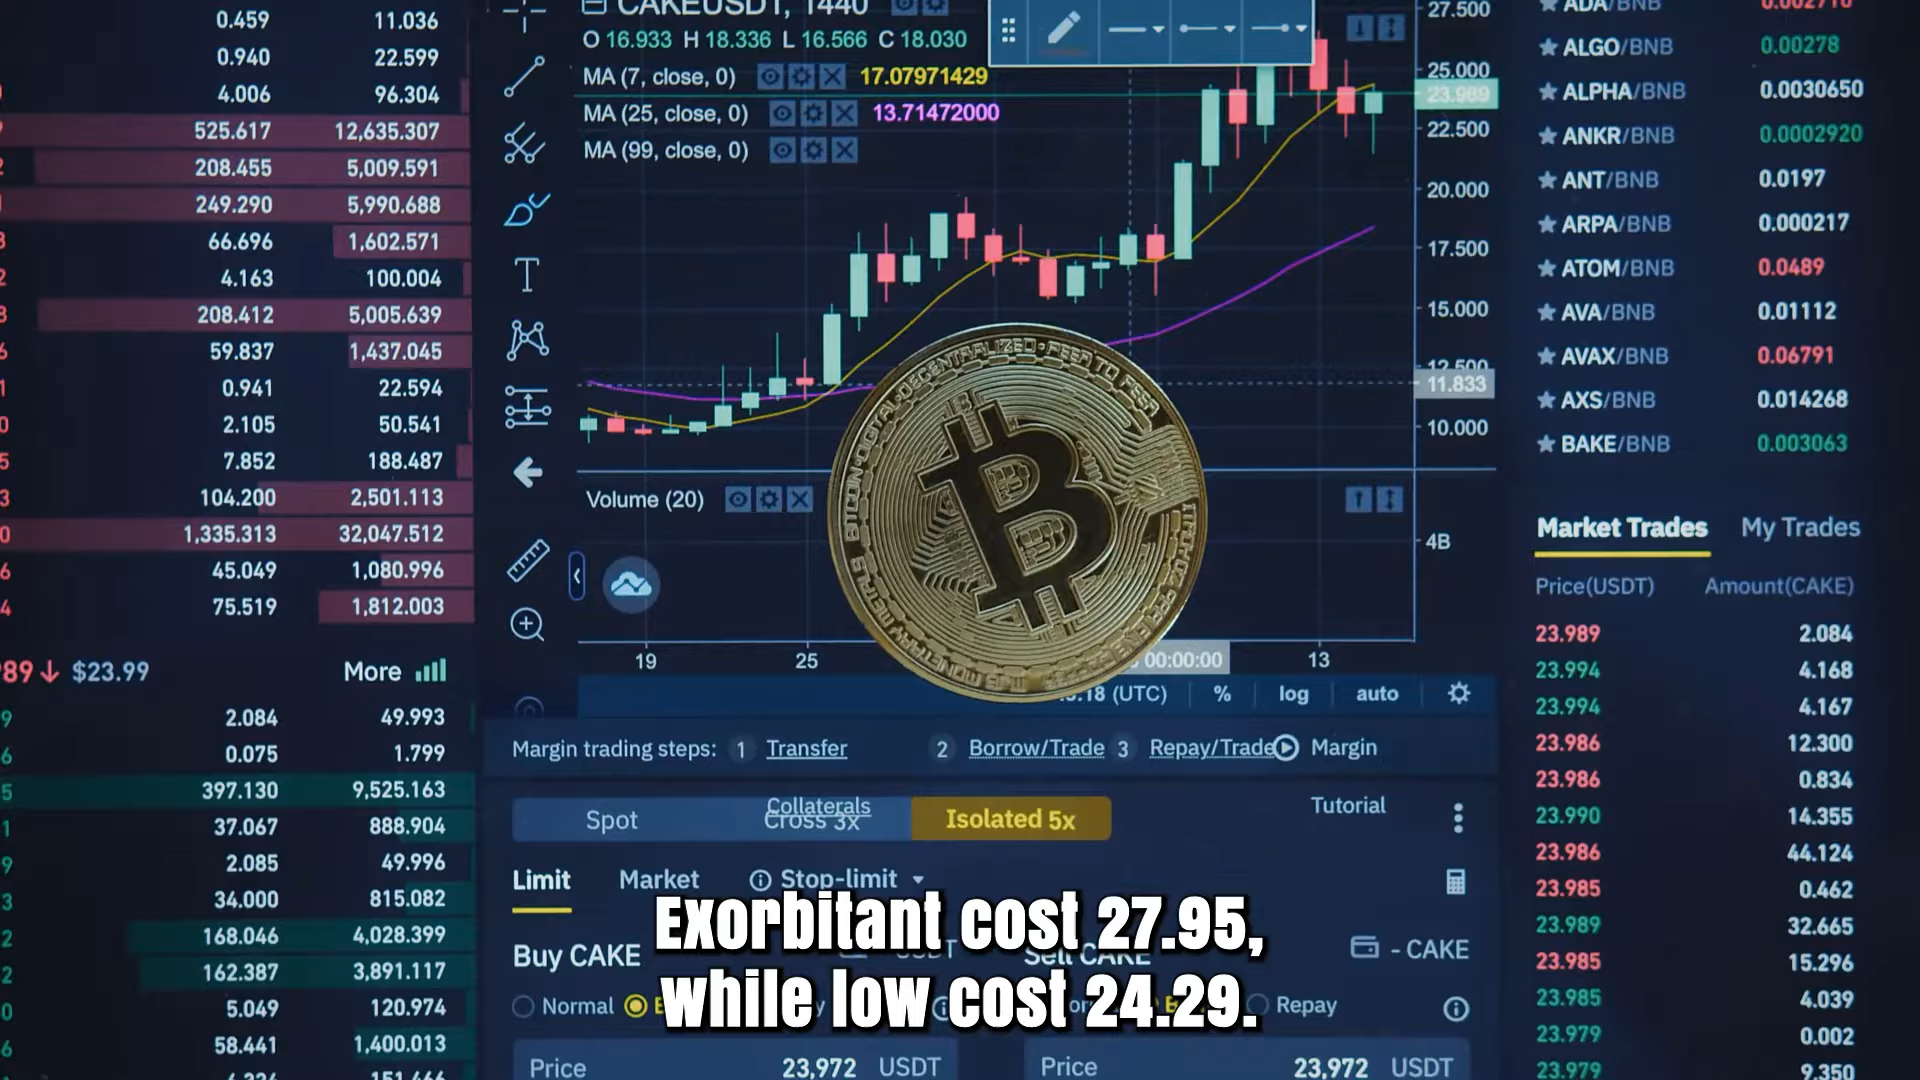 0.459 11.036
0.940 22.599
4.006 96.304
525.617 12,635.307
208.455 5,009.591
249.290 5,990.688
66.696 1,602.571
4.163 100.004
208.412 5,005.639
59.837 1,437.045
0.941 22.594
2.105 50.541
7.852 188.487
104.200 2,501.113
1,335.313 32,047.512
45.049 1,080.996
75.519 1,812.003
$23.99 More
2.084 49.993
0.075 1.799
397.130 9,525.163
37.067 888.904
2.085 49.996
34.000 815.082
168.046 4,028.399
162.387 3,891.117
5.049 120.974
58.441 1,400.013
CAKEUSDT, 1440
O 16.933 H 18.336 L 16.566 C 18.030
MA (7, close, 0) 17.07971429
MA (25, close, 0) 13.71472000
MA (99, close, 0)
27.500
25.000
23.989
22.500
20.000
17.500
15.000
12.500
11.833
10.000
Volume (20)
4B
19 25 00:00:00 13
(UTC) % log auto
BITCOIN·DIGITAL·DECENTRALIZED·PEER TO PEER
Margin trading steps: 1 Transfer 2 Borrow/Trade 3 Repay/Trade Margin
Collaterals Tutorial
Spot Cross 3x Isolated 5x
Limit Market Stop-limit
Buy CAKE Sell CAKE - CAKE
Normal Repay
Price 23,972 USDT Price 23,972 USDT
Exorbitant cost 27.95,
while low cost 24.29.
ADA/BNB 0.002710
ALGO/BNB 0.00278
ALPHA/BNB 0.0030650
ANKR/BNB 0.0002920
ANT/BNB 0.0197
ARPA/BNB 0.000217
ATOM/BNB 0.0489
AVA/BNB 0.01112
AVAX/BNB 0.06791
AXS/BNB 0.014268
BAKE/BNB 0.003063
Market Trades My Trades
Price(USDT) Amount(CAKE)
23.989 2.084
23.994 4.168
23.994 4.167
23.986 12.300
23.986 0.834
23.990 14.355
23.986 44.124
23.985 0.462
23.989 32.665
23.985 15.296
23.985 4.039
23.979 0.002
23.979 9.350